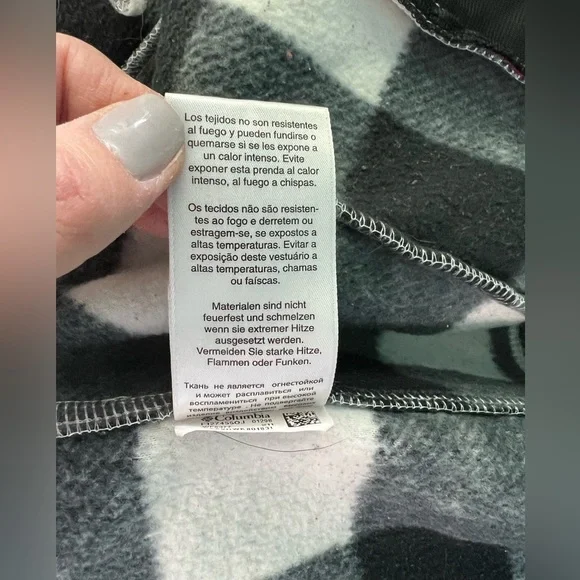 Los tejidos no son resistentes
al fuego y pueden fundirse o
quemarse si se les expone a
un calor intenso. Evite
exponer esta prenda al calor
intenso, al fuego a chispas.
Os tecidos não são resisten-
tes ao fogo e derretem ou
estragem-se, se expostos a
altas temperaturas. Evitar a
exposição deste vestuário a
altas temperaturas, chamas
ou faíscas.
Materialen sind nicht
feuerfest und schmelzen
wenn sie extremer Hitze
ausgesetzt werden.
Vermeiden Sie starke Hitze,
Flammen oder Funken.
Ткань не является огнестойкой
и может расплавиться или
воспламениться при высокой
температуре . Не подвергайте
Columbia